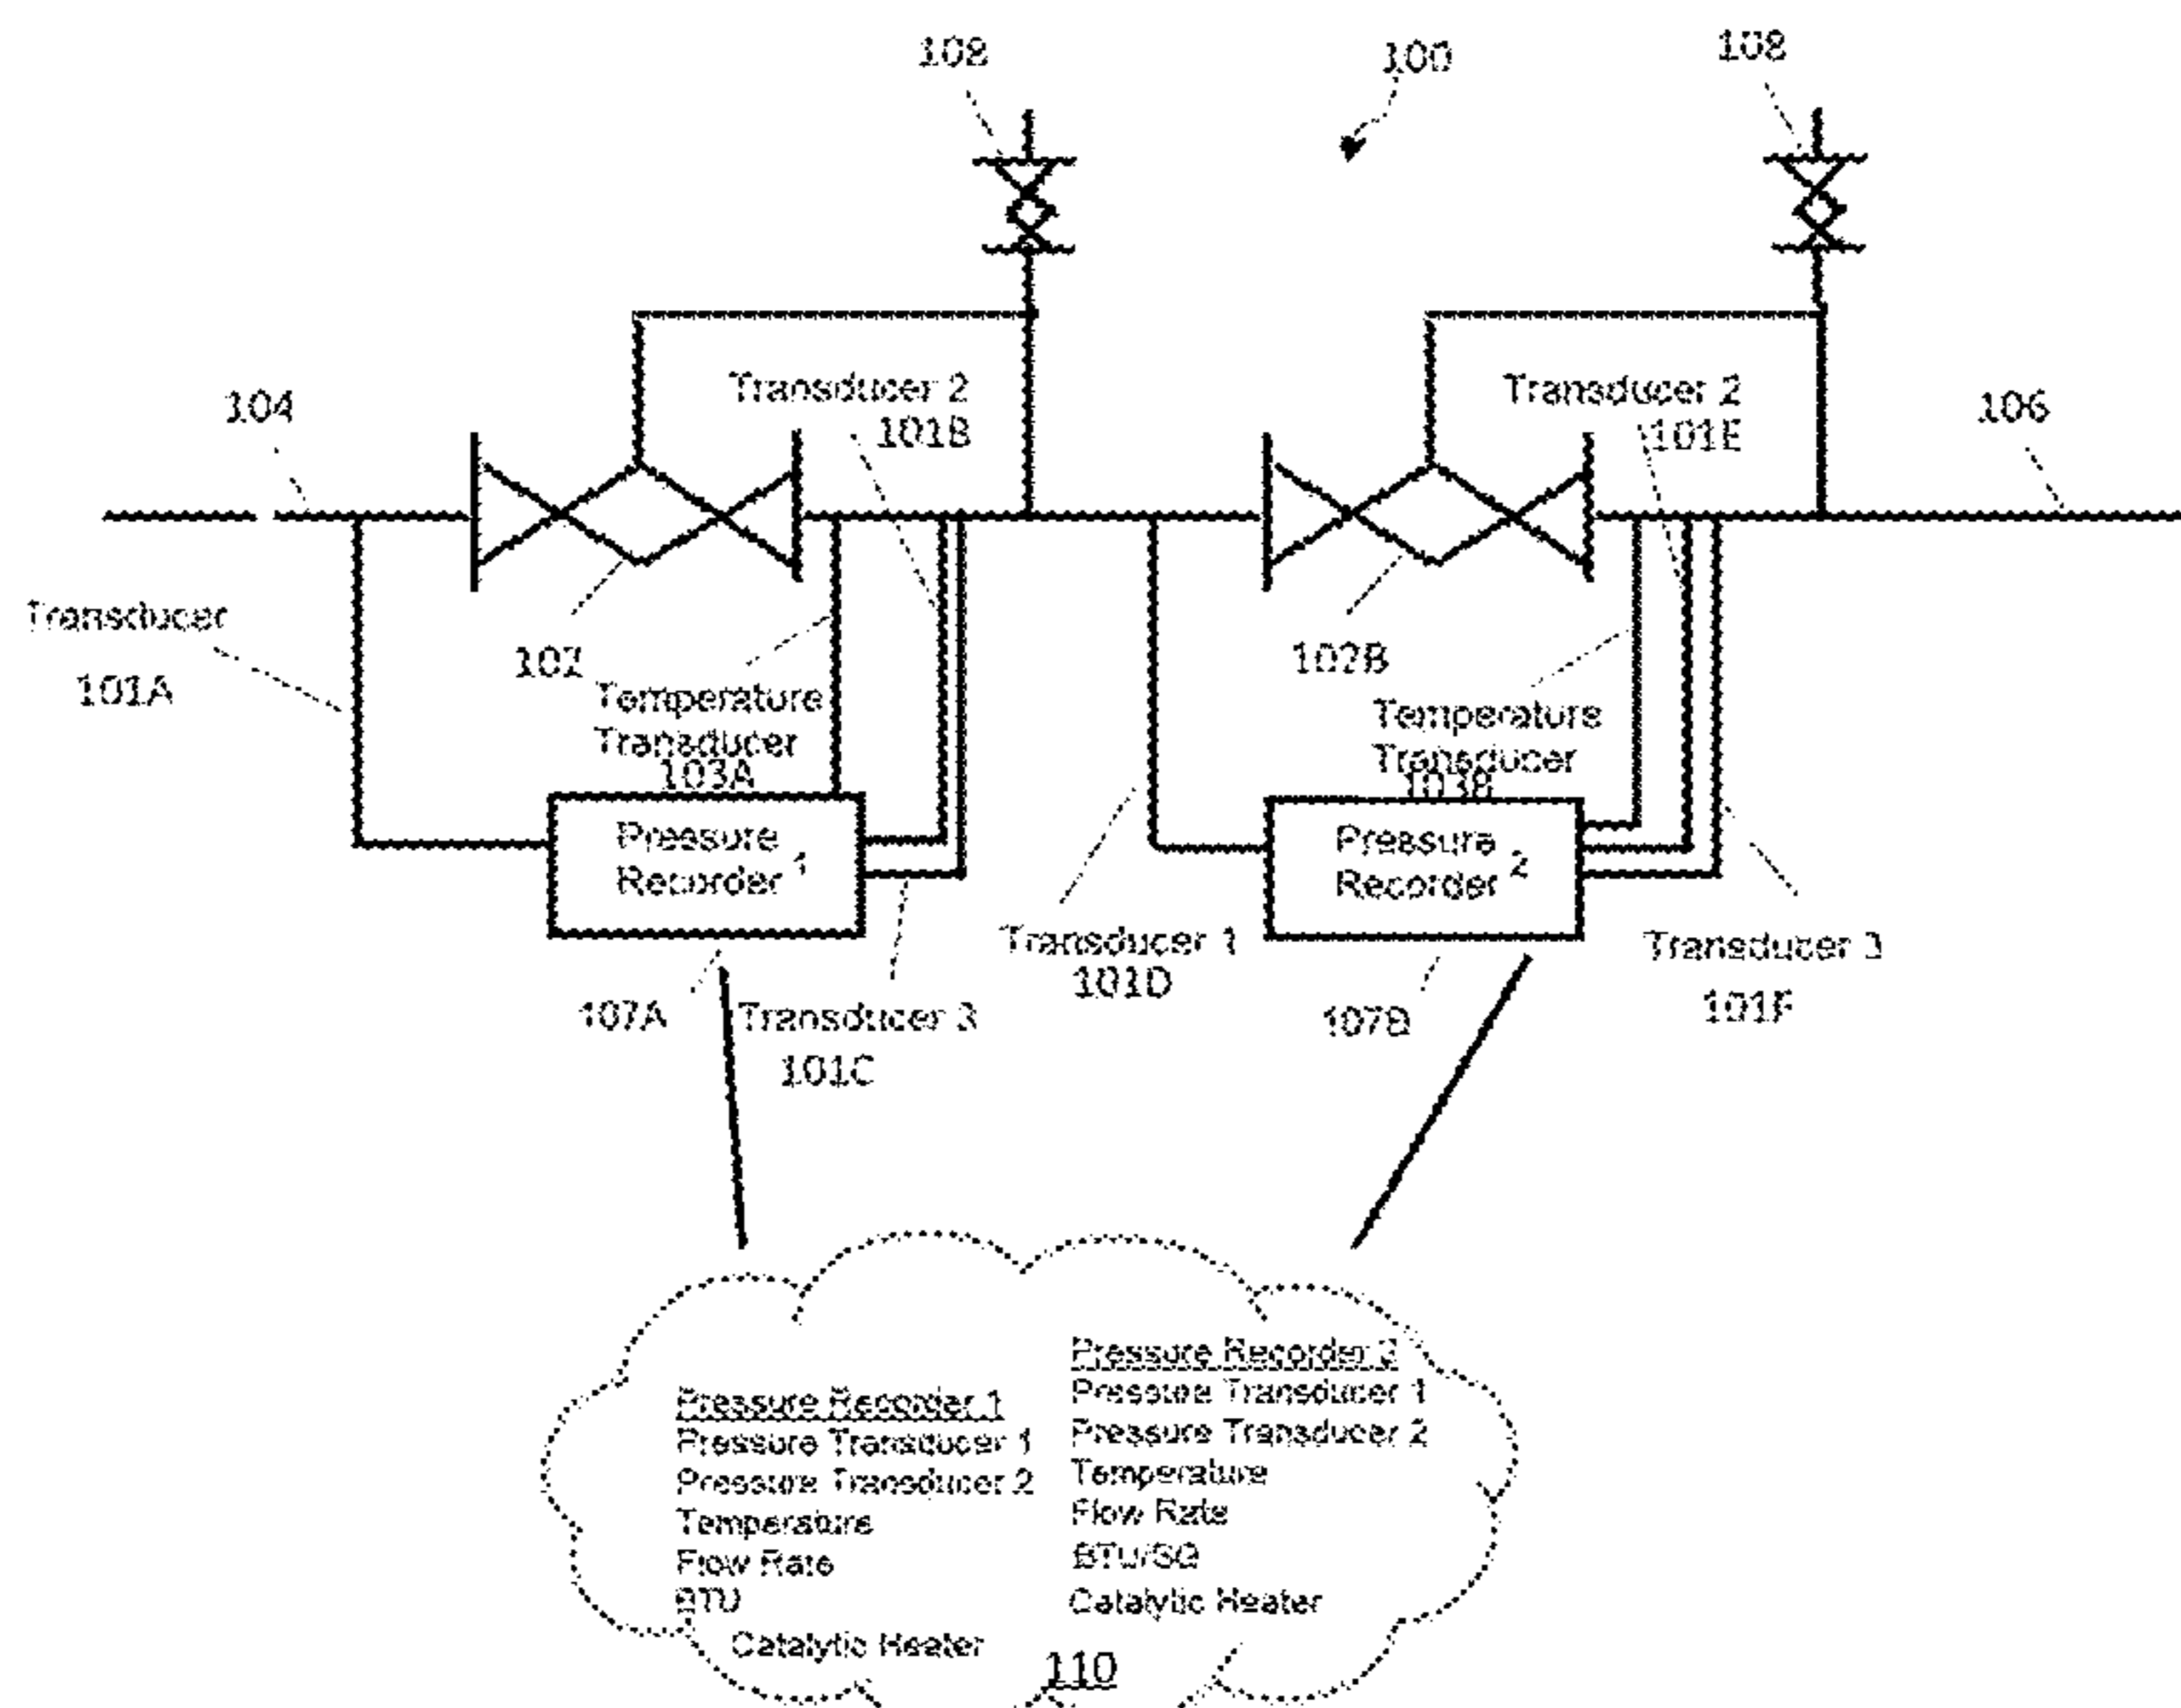 108
100
108
Transducer 2
101B
Transducer 2
101E
104
106
Transducer
101A
102
102B
Temperature
Transducer
103A
Temperature
Transducer
103B
Pressure
Recorder 1
Pressure
Recorder 2
Transducer 1
101D
Transducer 3
101F
107A
Transducer 3
101C
107B
Pressure Recorder 1
Pressure Transducer 1
Pressure Transducer 2
Temperature
Flow Rate
BTU
Catalytic Heater
Pressure Recorder 2
Pressure Transducer 1
Pressure Transducer 2
Temperature
Flow Rate
BTU/SG
Catalytic Heater
110